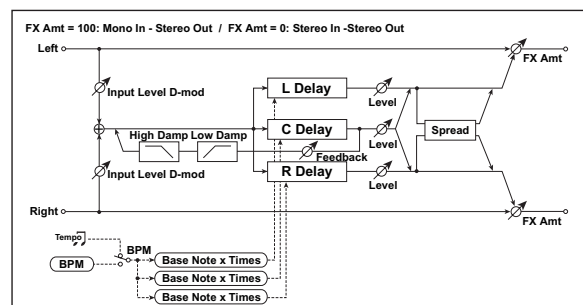 FX Amt = 100: Mono In - Stereo Out / FX Amt = 0: Stereo In -Stereo Out
Left
FX Amt
Input Level D-mod
L Delay
Level
High Damp Low Damp
C Delay
Level
Spread
Feedback
Input Level D-mod
R Delay
Level
Right
FX Amt
Tempo
BPM
BPM
Base Note x Times
Base Note x Times
Base Note x Times